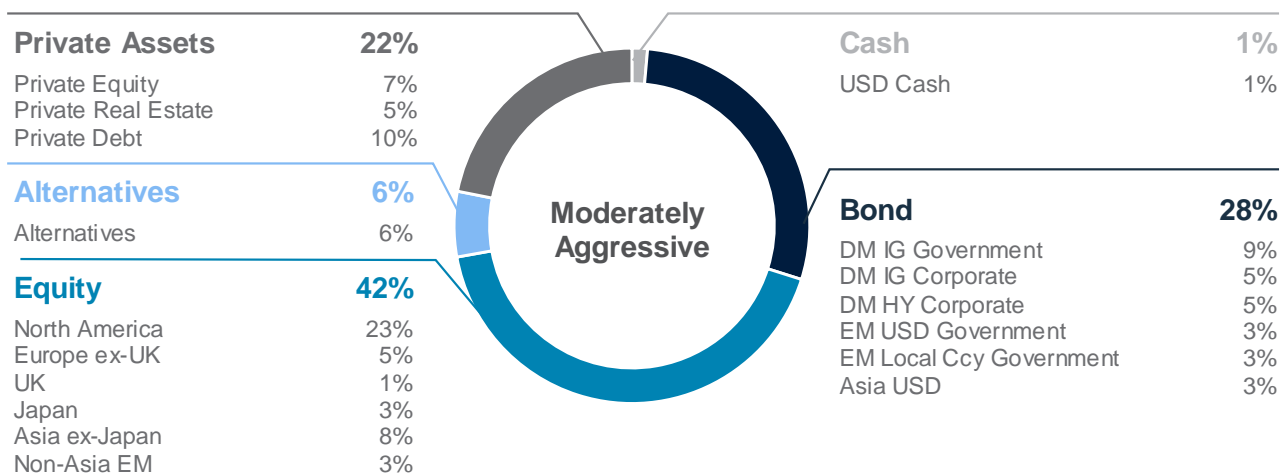 Private Assets 22%
Private Equity 7%
Private Real Estate 5%
Private Debt 10%
Alternatives 6%
Alternatives 6%
Equity 42%
North America 23%
Europe ex-UK 5%
UK 1%
Japan 3%
Asia ex-Japan 8%
Non-Asia EM 3%
Moderately
Aggressive
Cash 1%
USD Cash 1%
Bond 28%
DM IG Government 9%
DM IG Corporate 5%
DM HY Corporate 5%
EM USD Government 3%
EM Local Ccy Government 3%
Asia USD 3%